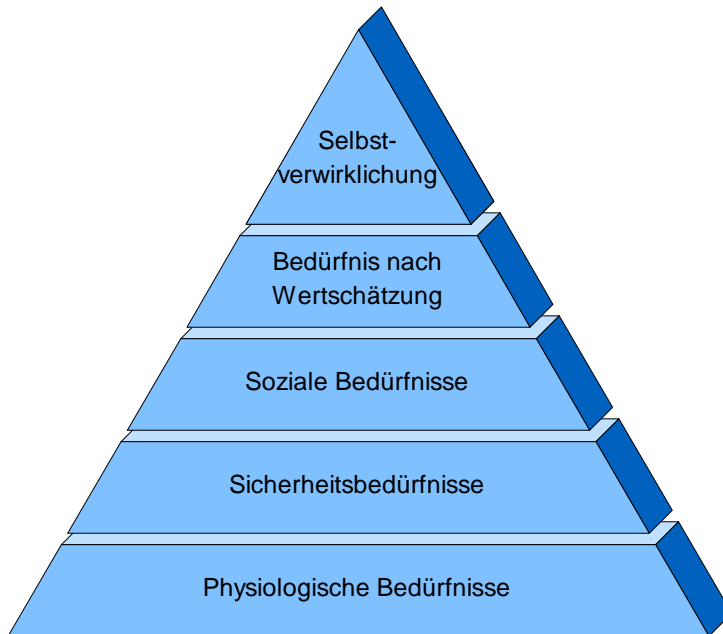 Selbst-
verwirklichung
Bedürfnis nach
Wertschätzung
Soziale Bedürfnisse
Sicherheitsbedürfnisse
Physiologische Bedürfnisse